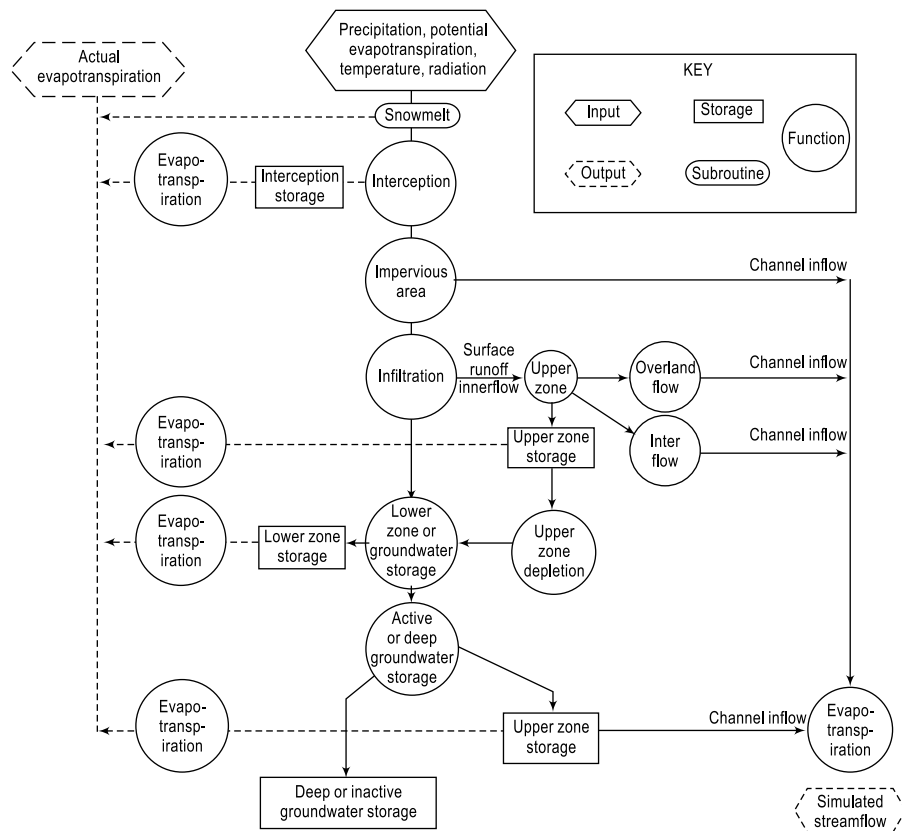 Precipitation, potential
evapotranspiration,
temperature, radiation
Actual
evapotranspiration
KEY
Input
Storage
Function
Output
Subroutine
Snowmelt
Evapo-
transp-
iration
Interception
storage
Interception
Impervious
area
Channel inflow
Infiltration
Surface
runoff
innerflow
Upper
zone
Overland
flow
Channel inflow
Evapo-
transp-
iration
Upper zone
storage
Inter
flow
Channel inflow
Evapo-
transp-
iration
Lower zone
storage
Lower
zone or
groundwater
storage
Upper
zone
depletion
Active
or deep
groundwater
storage
Evapo-
transp-
iration
Upper zone
storage
Channel inflow
Evapo-
transp-
iration
Deep or inactive
groundwater storage
Simulated
streamflow